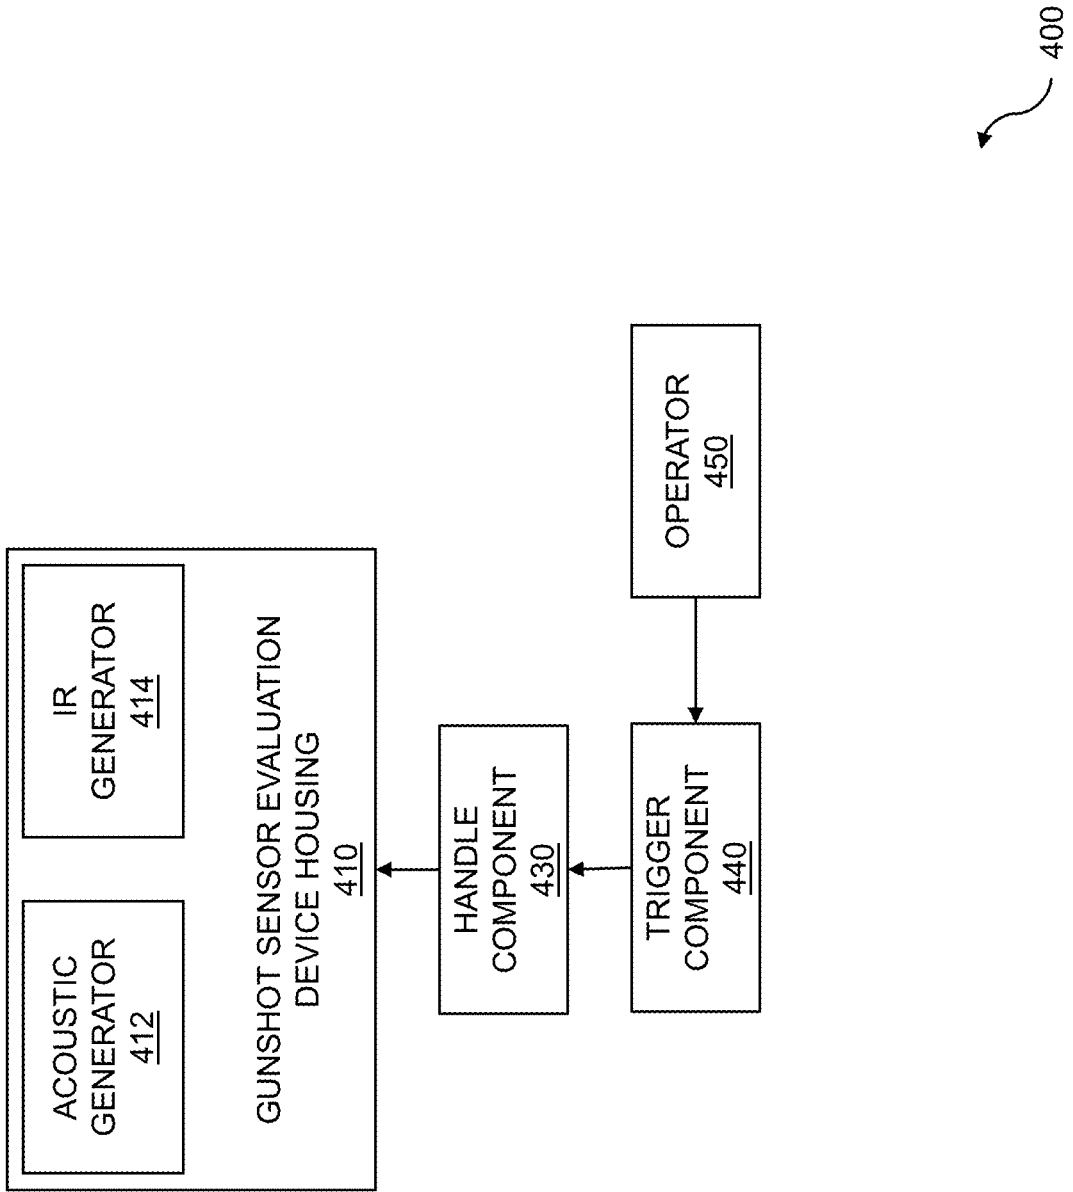 ACOUSTIC
GENERATOR
412
IR
GENERATOR
414
GUNSHOT SENSOR EVALUATION
DEVICE HOUSING
410
HANDLE
COMPONENT
430
TRIGGER
COMPONENT
440
OPERATOR
450
400